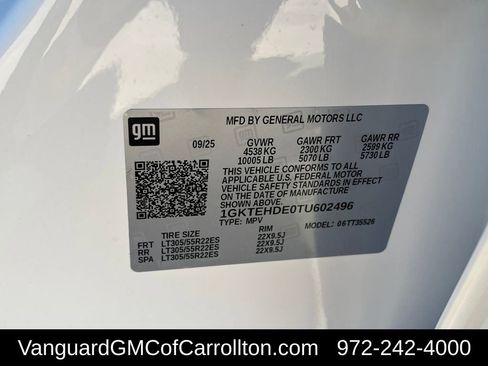 gm
MFD BY GENERAL MOTORS LLC
09/25 GVWR GAWR FRT GAWR RR
4538 KG 2300 KG 2599 KG
10005 LB 5070 LB 5730 LB
THIS VEHICLE CONFORMS TO ALL
APPLICABLE U.S. FEDERAL MOTOR
VEHICLE SAFETY STANDARDS IN EFFECT
ON THE DATE OF MANUFACTURE SHOWN ABOVE.
1GKTEHDE0TU602496
TYPE: MPV MODEL: 06TT35526
TIRE SIZE RIM
FRT LT305/55R22ES 22X9.5J
RR LT305/55R22ES 22X9.5J
SPA LT305/55R22ES 22X9.5J
VanguardGMCofCarrollton.com 972-242-4000